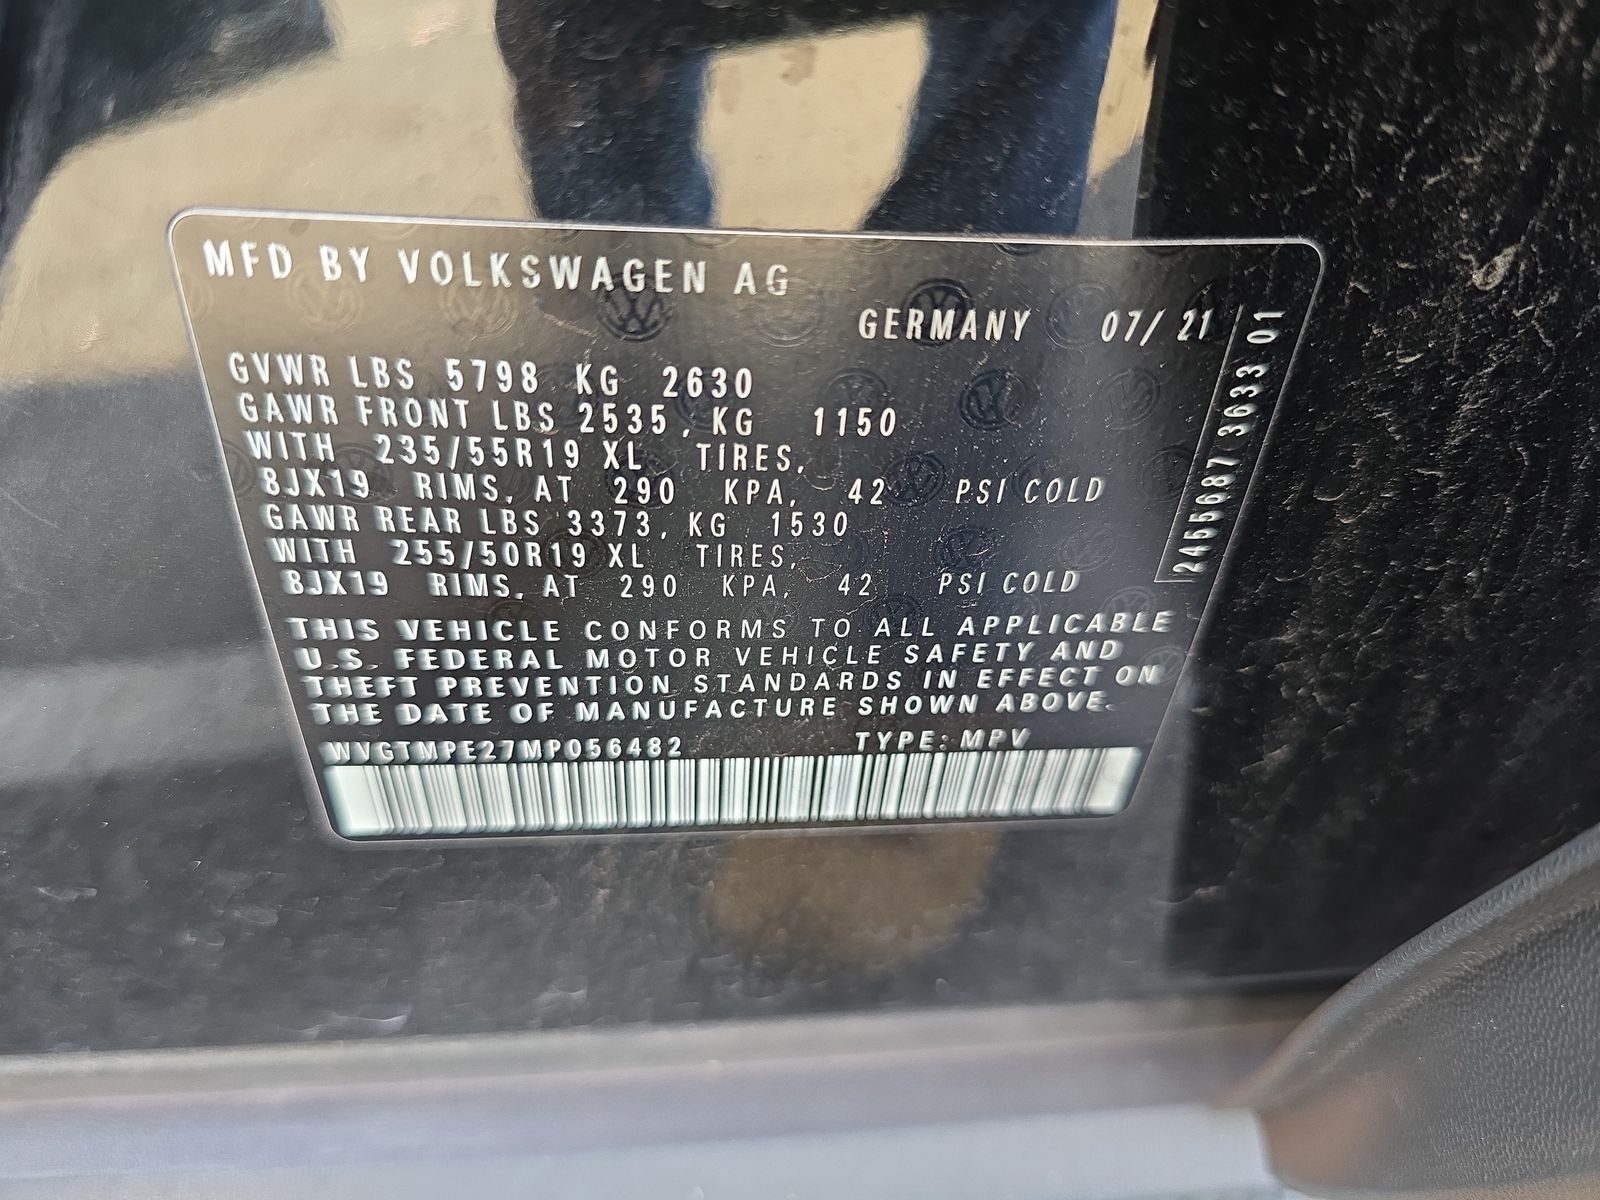 MFD BY VOLKSWAGEN AG
GERMANY 07/21
GVWR LBS 5798 KG 2630
GAWR FRONT LBS 2535, KG 1150
WITH 235/55R19 XL TIRES,
8JX19 RIMS, AT 290 KPA, 42 PSI COLD
GAWR REAR LBS 3373, KG 1530
WITH 255/50R19 XL TIRES,
8JX19 RIMS, AT 290 KPA, 42 PSI COLD
THIS VEHICLE CONFORMS TO ALL APPLICABLE
U.S. FEDERAL MOTOR VEHICLE SAFETY AND
THEFT PREVENTION STANDARDS IN EFFECT ON
THE DATE OF MANUFACTURE SHOWN ABOVE.
WVGTMPE27MP056482 TYPE: MPV
2455687 3633 01